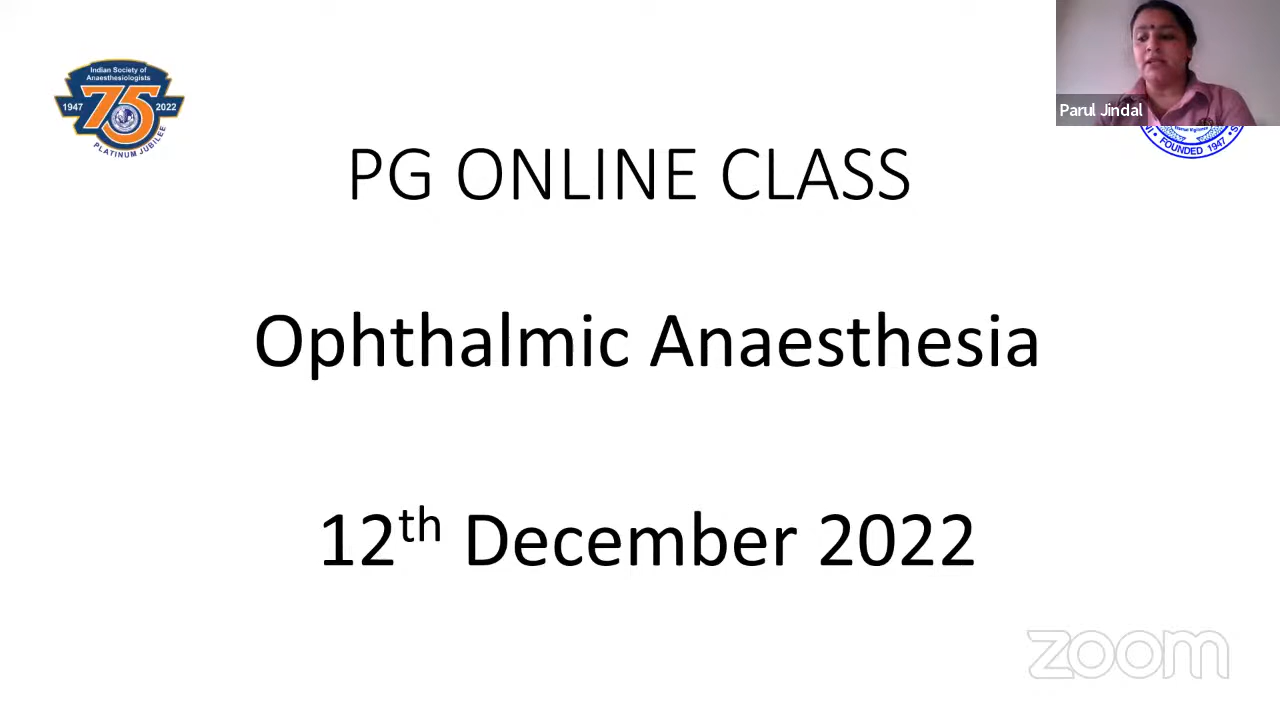 Indian Society of
Anaesthesiologists
1947 75 2022
PLATINUM JUBILEE
Parul Jindal
FOUNDED 1947
PG ONLINE CLASS
Ophthalmic Anaesthesia
12th December 2022
zoom